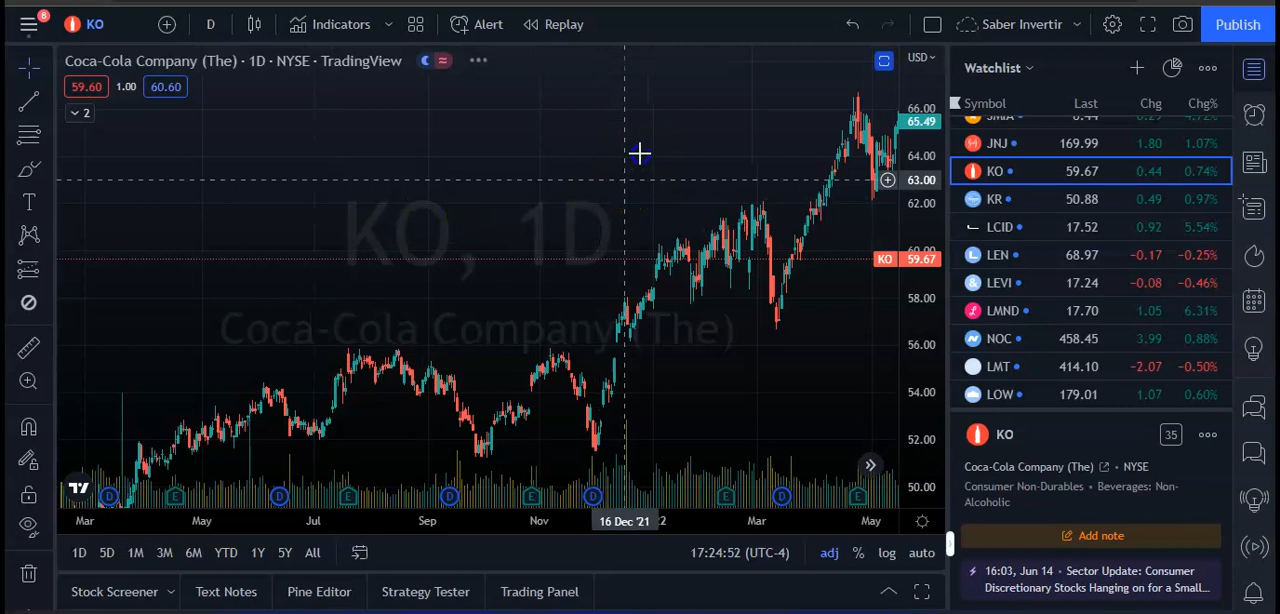 8 KO D Indicators Alert Replay Saber Invertir Publish
Coca-Cola Company (The) · 1D · NYSE · TradingView
59.60 1.00 60.60
2
USD
66.00
65.49
64.00
63.00
62.00
60.00
KO 59.67
58.00
56.00
54.00
52.00
50.00
KO, 1D
Coca-Cola Company (The)
D E D E D E D E D E
Mar May Jul Sep Nov 16 Dec '21 22 Mar May
1D 5D 1M 3M 6M YTD 1Y 5Y All 17:24:52 (UTC-4) adj % log auto
Stock Screener Text Notes Pine Editor Strategy Tester Trading Panel
Watchlist
Symbol Last Chg Chg%
JNJ 169.99 1.80 1.07%
KO 59.67 0.44 0.74%
KR 50.88 0.49 0.97%
LCID 17.52 0.92 5.54%
LEN 68.97 -0.17 -0.25%
LEVI 17.24 -0.08 -0.46%
LMND 17.70 1.05 6.31%
NOC 458.45 3.99 0.88%
LMT 414.10 -2.07 -0.50%
LOW 179.01 1.07 0.60%
KO 35
Coca-Cola Company (The) • NYSE
Consumer Non-Durables • Beverages: Non-
Alcoholic
Add note
16:03, Jun 14 • Sector Update: Consumer
Discretionary Stocks Hanging on for a Small...